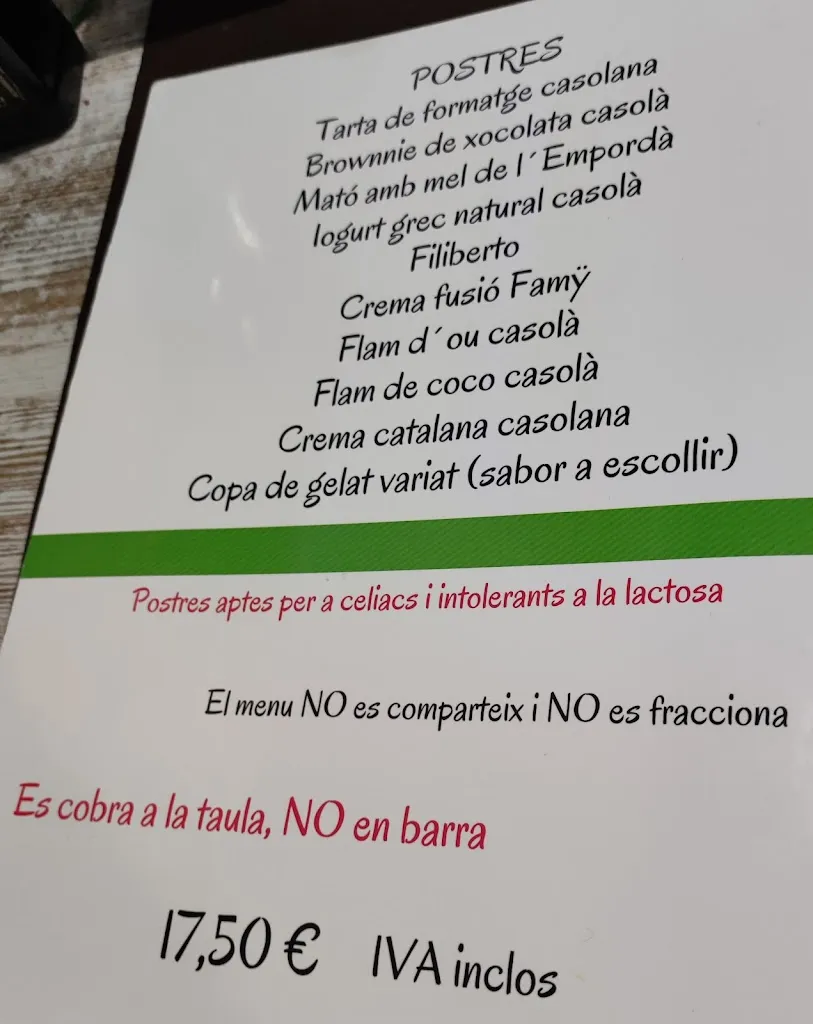 POSTRES
Tarta de formatge casolana
Brownnie de xocolata casolà
Mató amb mel de l´Empordà
Iogurt grec natural casolà
Filiberto
Crema fusió Famÿ
Flam d´ou casolà
Flam de coco casolà
Crema catalana casolana
Copa de gelat variat (sabor a escollir)
Postres aptes per a celiacs i intolerants a la lactosa
El menu NO es comparteix i NO es fracciona
Es cobra a la taula, NO en barra
17,50 € IVA inclos